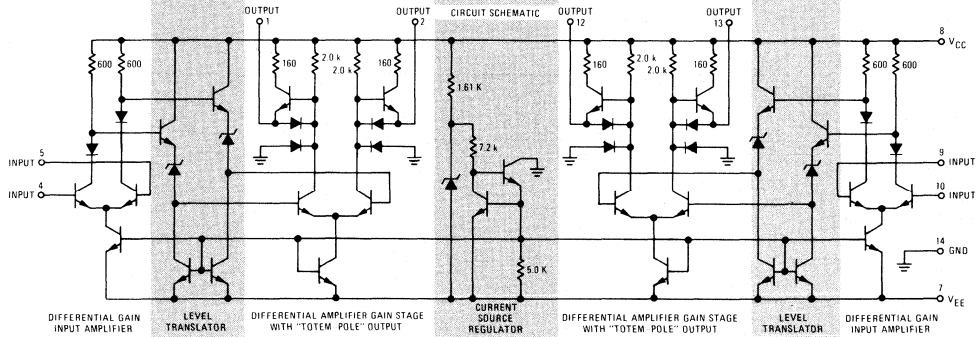 OUTPUT
1
OUTPUT
2
CIRCUIT SCHEMATIC
OUTPUT
12
OUTPUT
13
8
VCC
600
600
160
2.0 k
2.0 k
160
1.61 K
160
2.0 k
2.0 k
160
600
600
7.2 k
5
INPUT
4
INPUT
9
INPUT
10
INPUT
14
GND
5.0 K
7
VEE
DIFFERENTIAL GAIN
INPUT AMPLIFIER
LEVEL
TRANSLATOR
DIFFERENTIAL AMPLIFIER GAIN STAGE
WITH "TOTEM POLE" OUTPUT
CURRENT
SOURCE
REGULATOR
DIFFERENTIAL AMPLIFIER GAIN STAGE
WITH "TOTEM-POLE" OUTPUT
LEVEL
TRANSLATOR
DIFFERENTIAL GAIN
INPUT AMPLIFIER